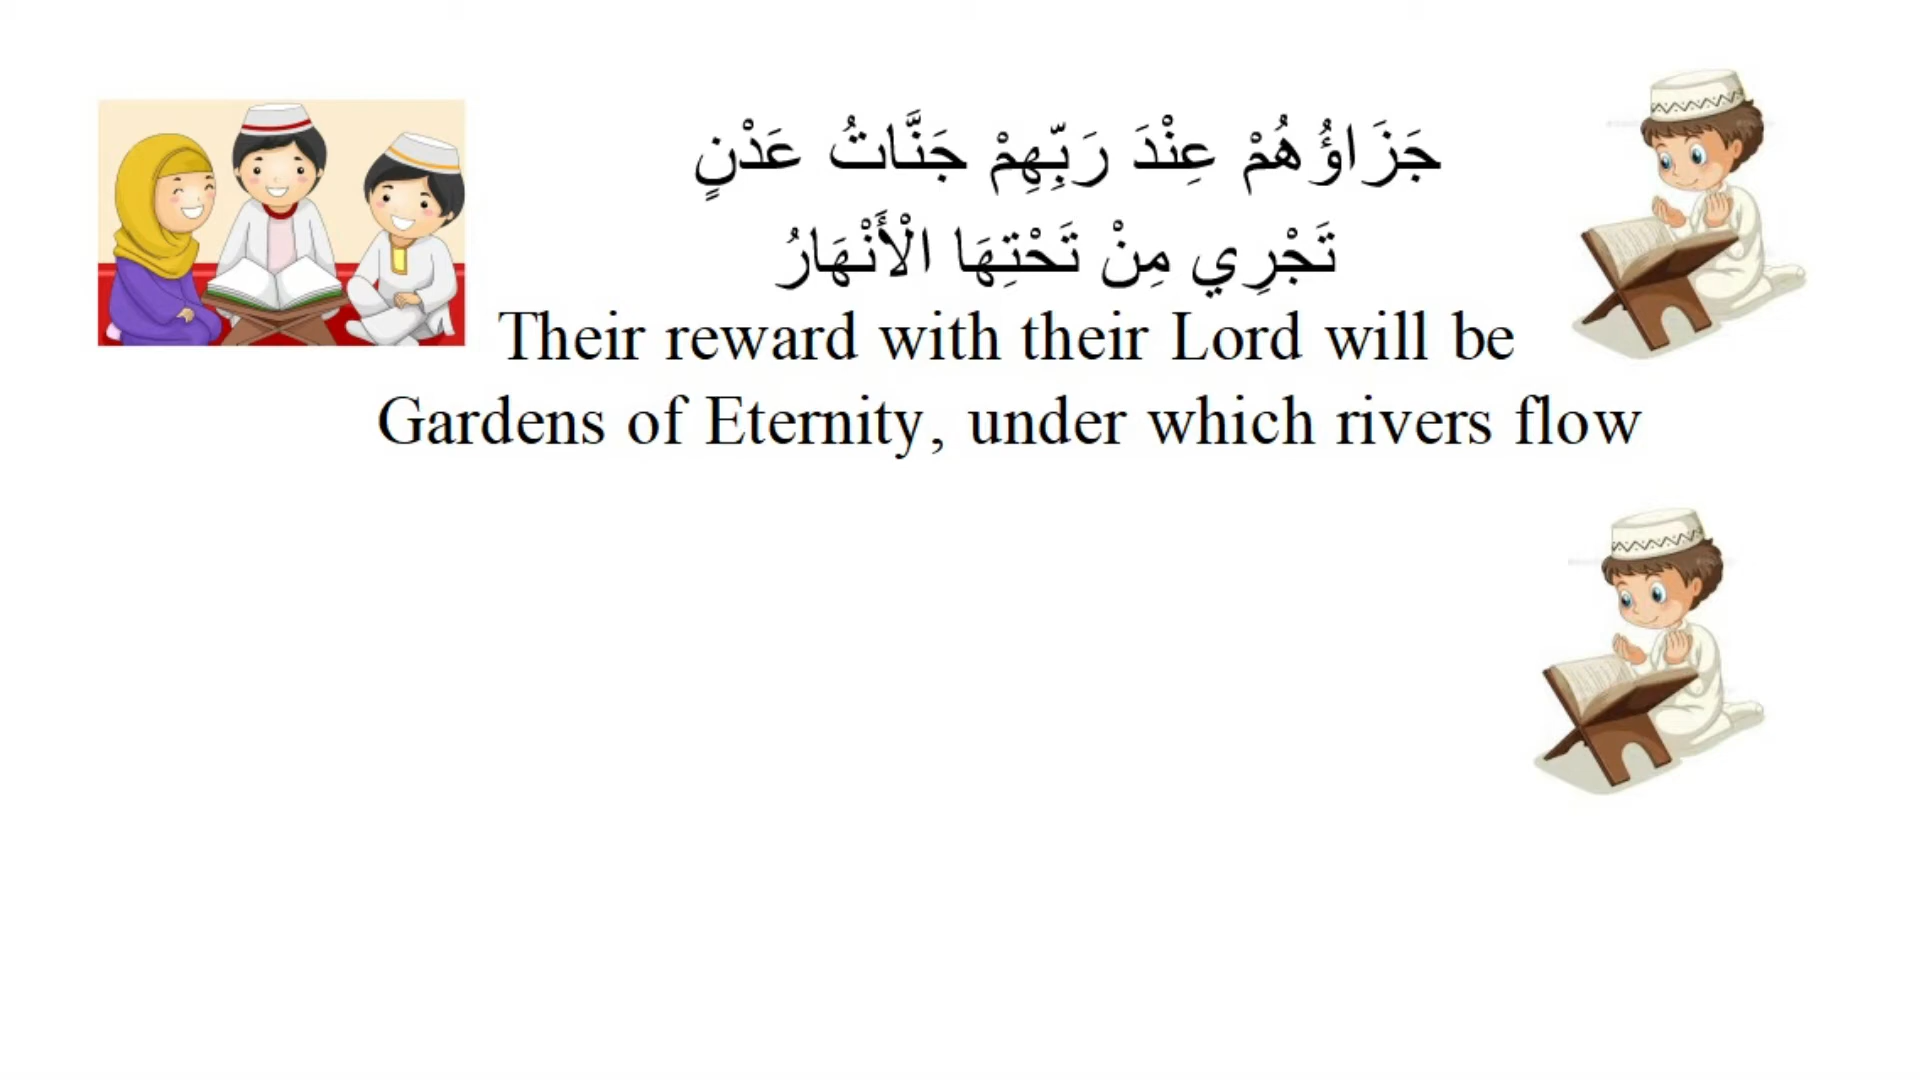 جَزَاؤُهُمْ عِنْدَ رَبِّهِمْ جَنَّاتُ عَدْنٍ
تَجْرِي مِنْ تَحْتِهَا الْأَنْهَارُ
Their reward with their Lord will be
Gardens of Eternity, under which rivers flow